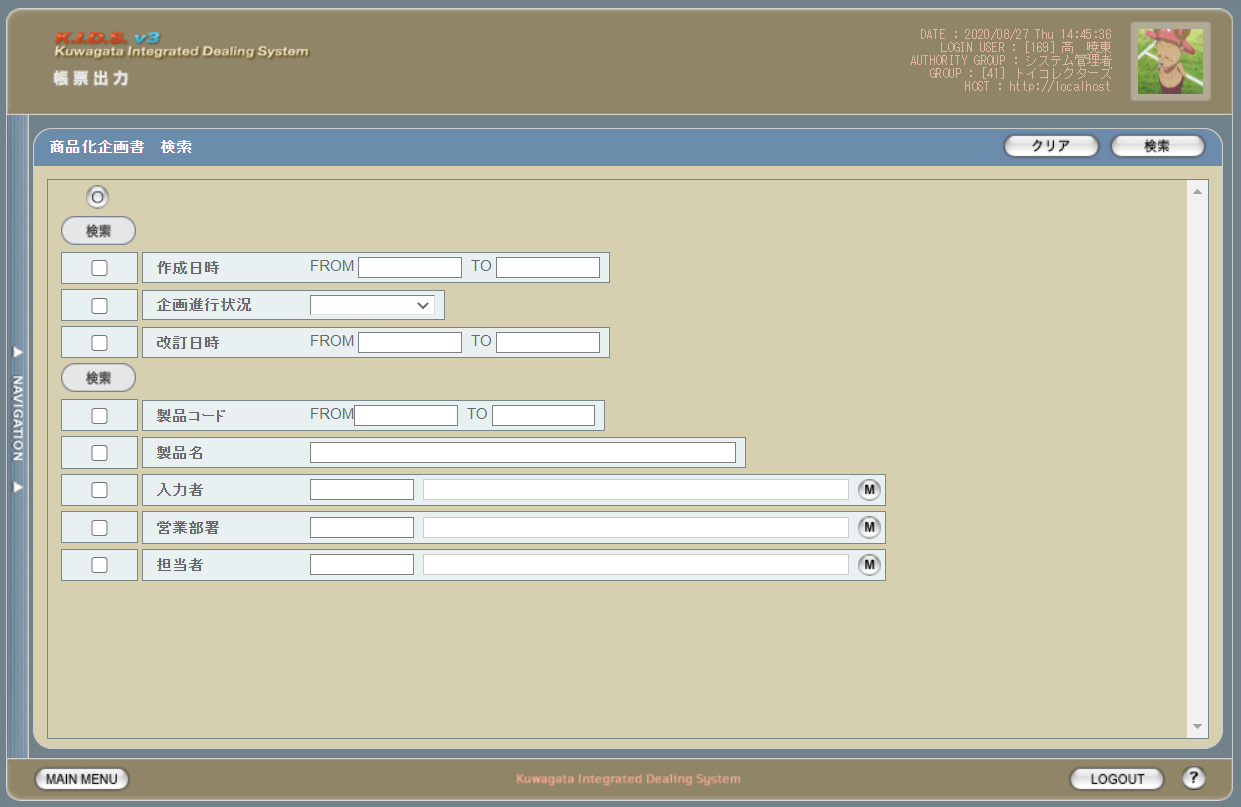 K.I.D.S. v3
Kuwagata Integrated Dealing System
帳票出力
DATE : 2020/08/27 Thu 14:45:36
LOGIN USER : [169] 高　暁東
AUTHORITY GROUP : システム管理者
GROUP : [41] トイコレクターズ
HOST : http://localhost
商品化企画書　検索
クリア
検索
O
検索
作成日時 FROM TO
企画進行状況
改訂日時 FROM TO
検索
製品コード FROM TO
製品名
入力者 M
営業部署 M
担当者 M
NAVIGATION
MAIN MENU
Kuwagata Integrated Dealing System
LOGOUT
?